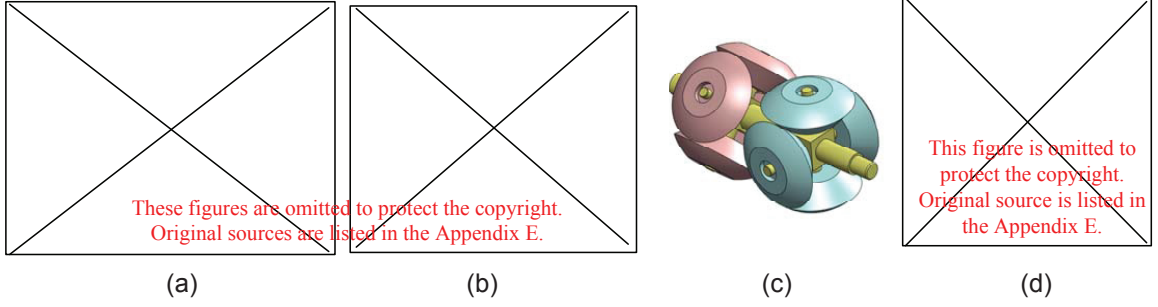 These figures are omitted to protect the copyright.
Original sources are listed in the Appendix E.
This figure is omitted to
protect the copyright.
Original source is listed in
the Appendix E.
(a)
(b)
(c)
(d)